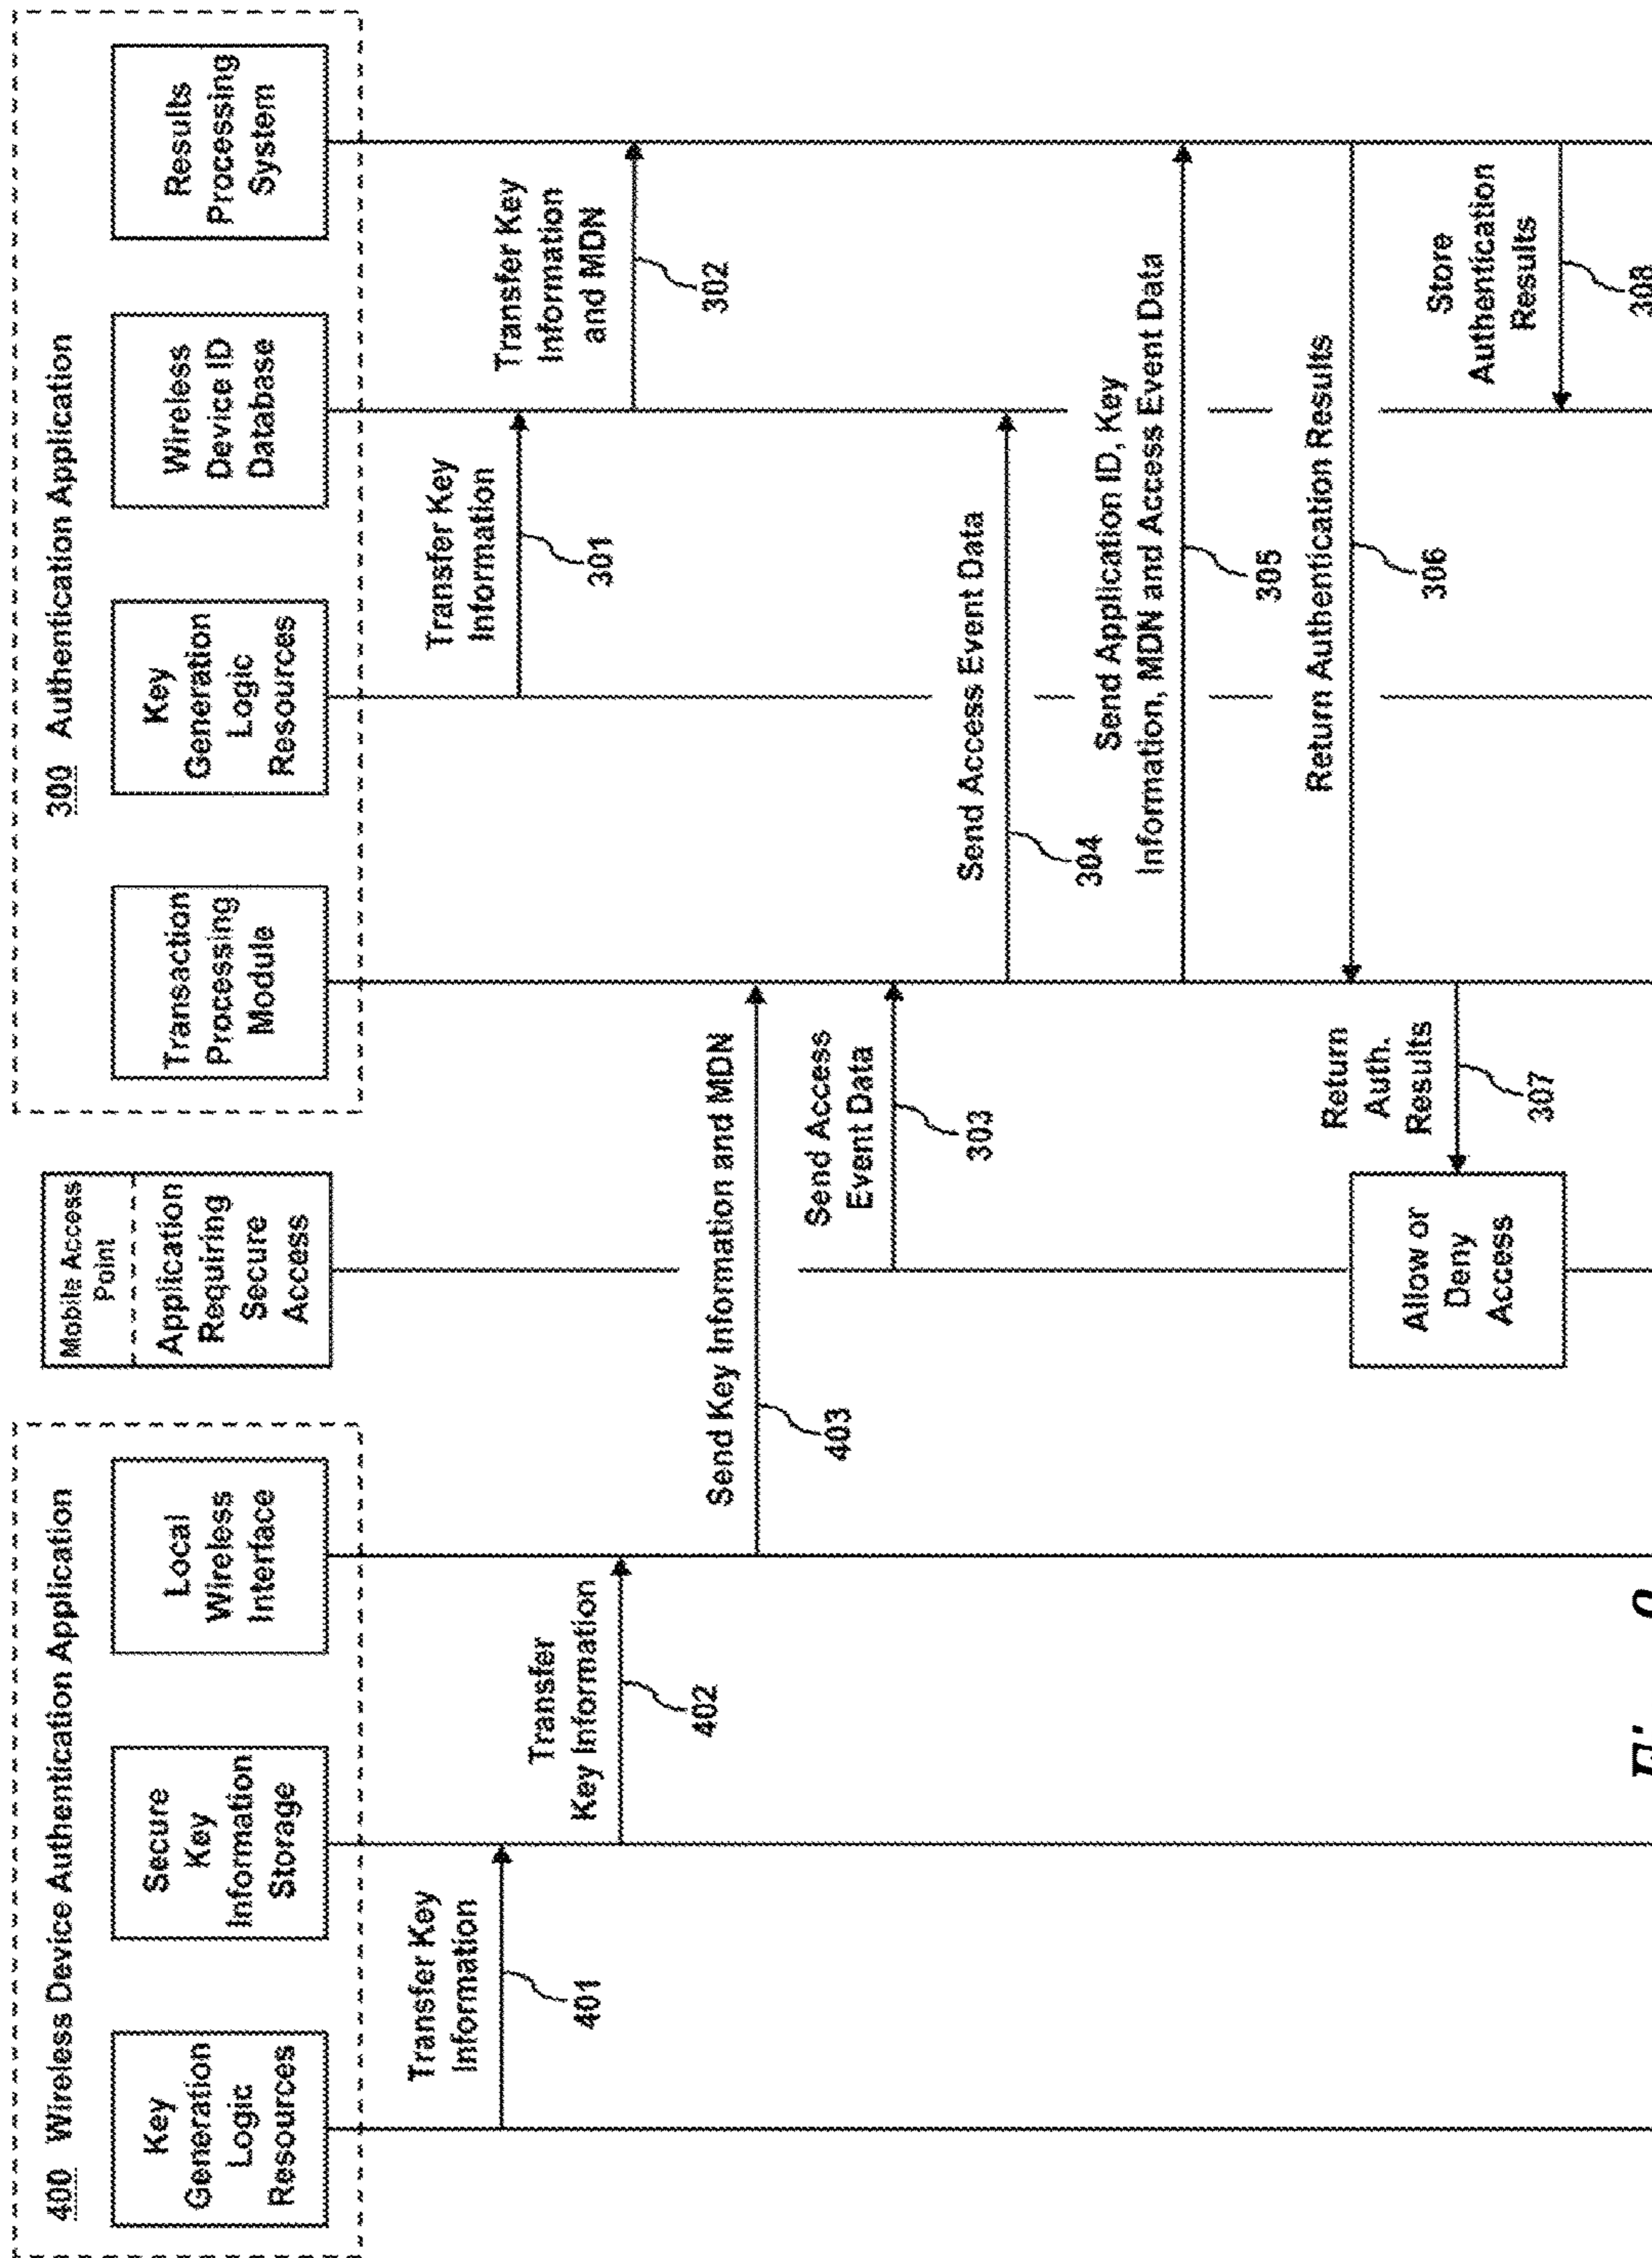 400 Wireless Device Authentication Application
Key
Generation
Logic
Resources
Secure
Key
Information
Storage
Local
Wireless
Interface
Mobile Access
Point
Application
Requiring
Secure
Access
300 Authentication Application
Transaction
Processing
Module
Key
Generation
Logic
Resources
Wireless
Device ID
Database
Results
Processing
System
Transfer Key
Information
401
Transfer
Key Information
402
Transfer Key
Information
301
Transfer Key
Information
and MDN
302
Send Key Information and MDN
403
Send Access
Event Data
303
Send Access Event Data
304
Send Application ID, Key
Information, MDN and Access Event Data
305
Return Authentication Results
306
Return
Auth.
Results
307
Allow or
Deny
Access
Store
Authentication
Results
308